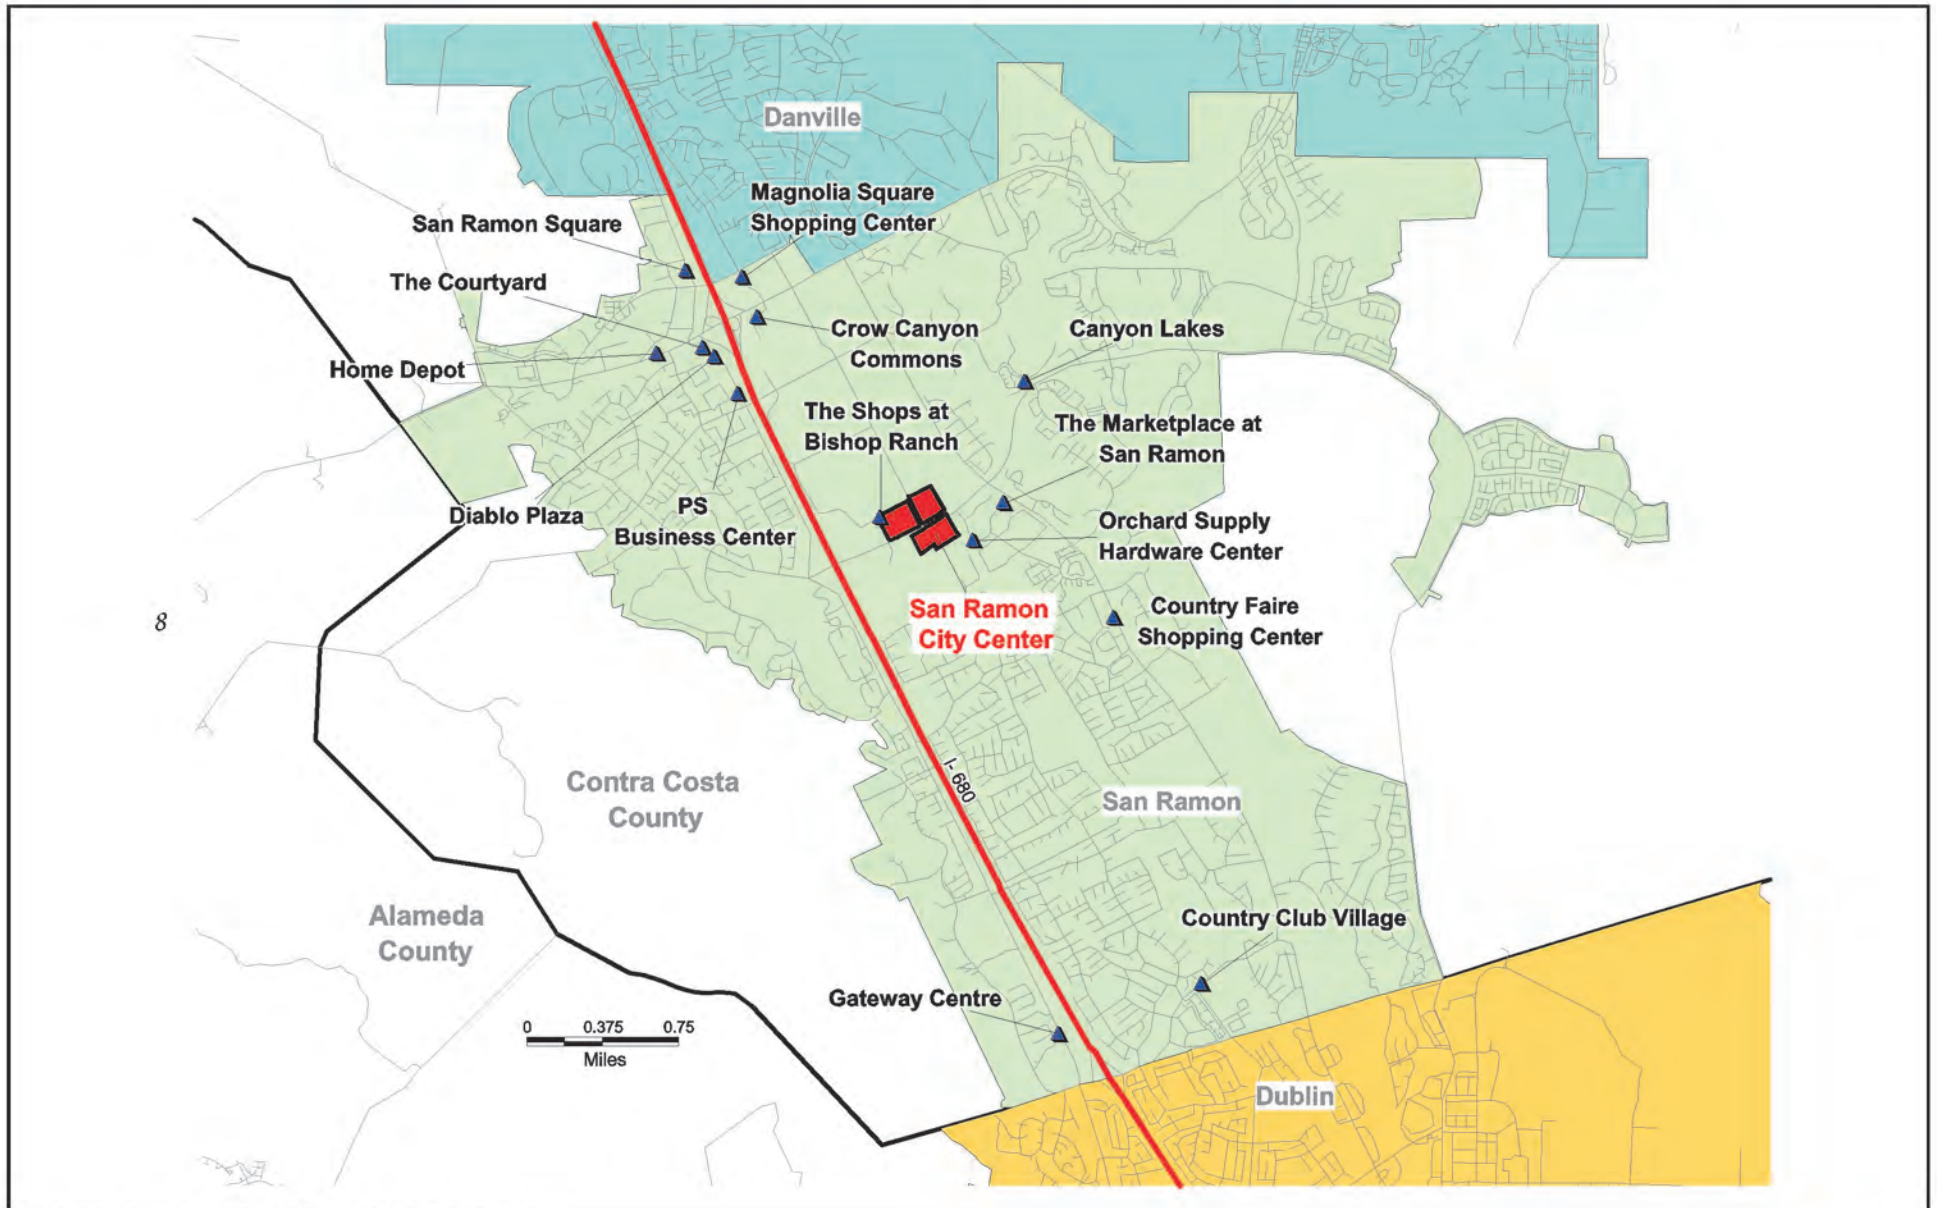 Danville
Magnolia Square
Shopping Center
San Ramon Square
The Courtyard
Crow Canyon
Commons
Canyon Lakes
Home Depot
The Shops at
Bishop Ranch
The Marketplace at
San Ramon
Diablo Plaza
PS
Business Center
Orchard Supply
Hardware Center
San Ramon
City Center
Country Faire
Shopping Center
8
I- 680
Contra Costa
County
San Ramon
Alameda
County
Country Club Village
Gateway Centre
0 0.375 0.75
Miles
Dublin